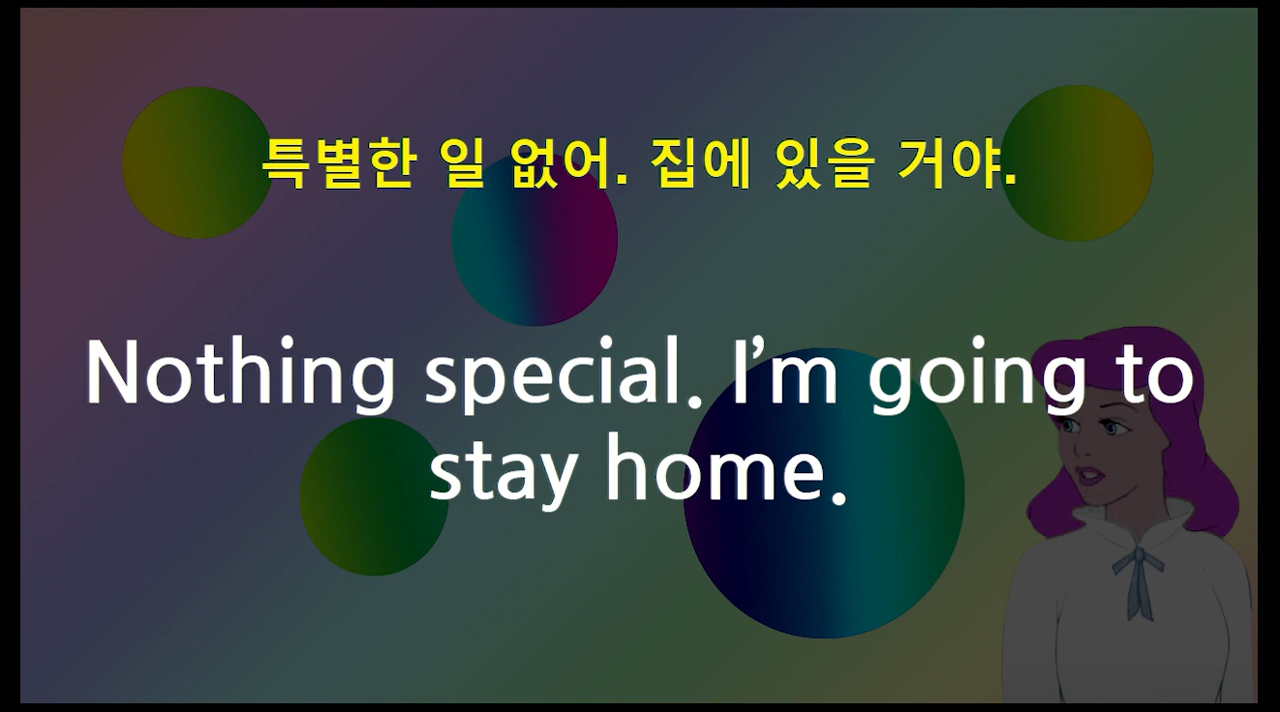 특별한 일 없어. 집에 있을 거야.
Nothing special. I’m going to
stay home.